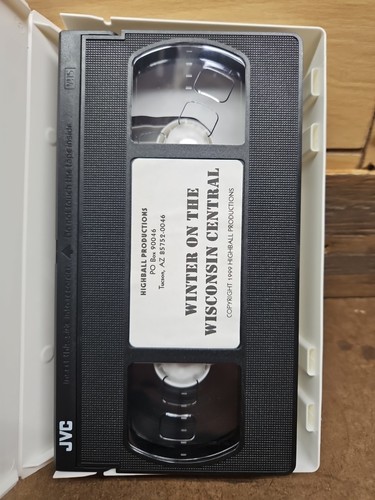 HIGHBALL PRODUCTIONS
PO Box 90046
Tucson, AZ 85752-0046
WINTER ON THE
WISCONSIN CENTRAL
COPYRIGHT 1999 HIGHBALL PRODUCTIONS
JVC
VHS